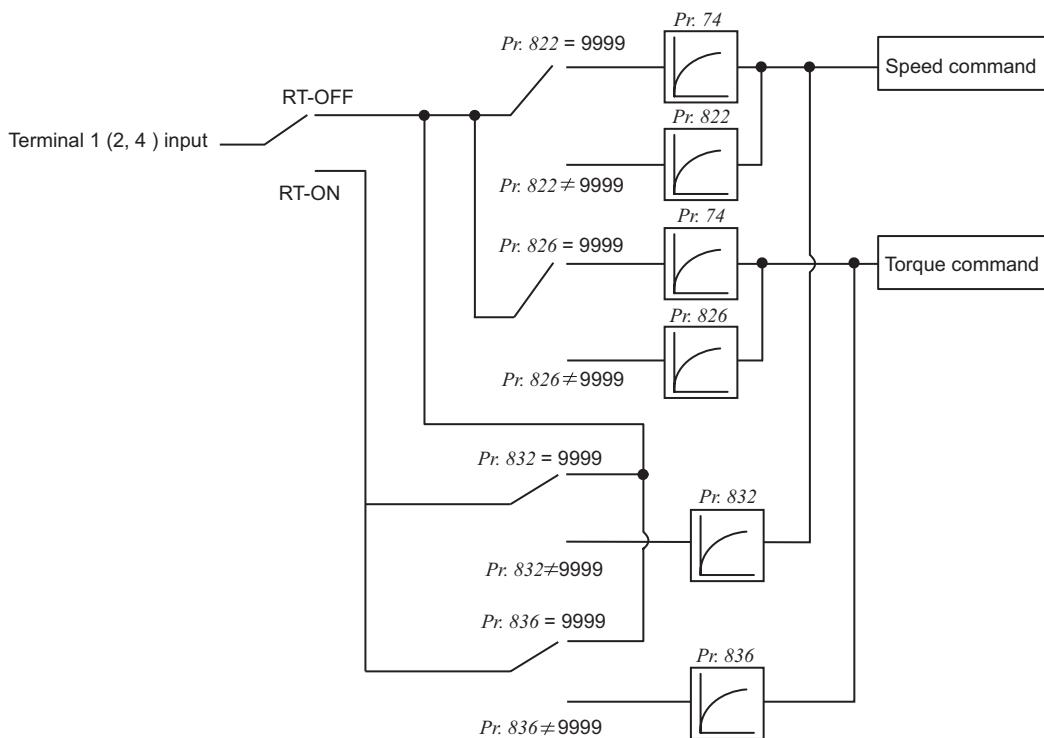 Pr. 74
Pr. 822 = 9999
Speed command
RT-OFF
Terminal 1 (2, 4 ) input
Pr. 822
Pr. 822≠9999
RT-ON
Pr. 74
Pr. 826 = 9999
Torque command
Pr. 826
Pr. 826≠9999
Pr. 832 = 9999
Pr. 832
Pr. 832≠9999
Pr. 836 = 9999
Pr. 836
Pr. 836≠9999